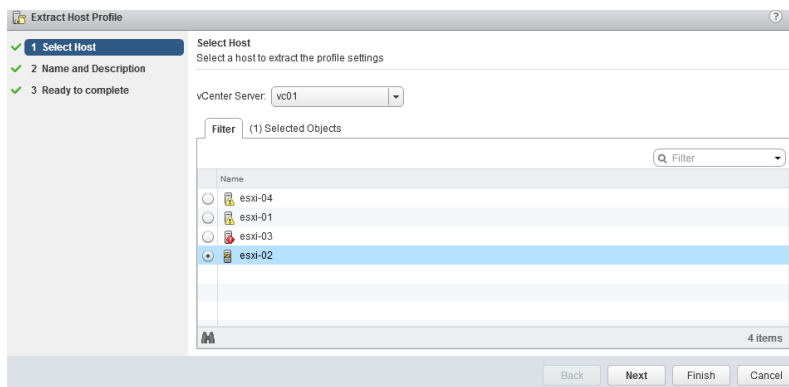 Extract Host Profile
?
1 Select Host
2 Name and Description
3 Ready to complete
Select Host
Select a host to extract the profile settings
vCenter Server: vc01
Filter (1) Selected Objects
Filter
Name
esxi-04
esxi-01
esxi-03
esxi-02
4 items
Back Next Finish Cancel